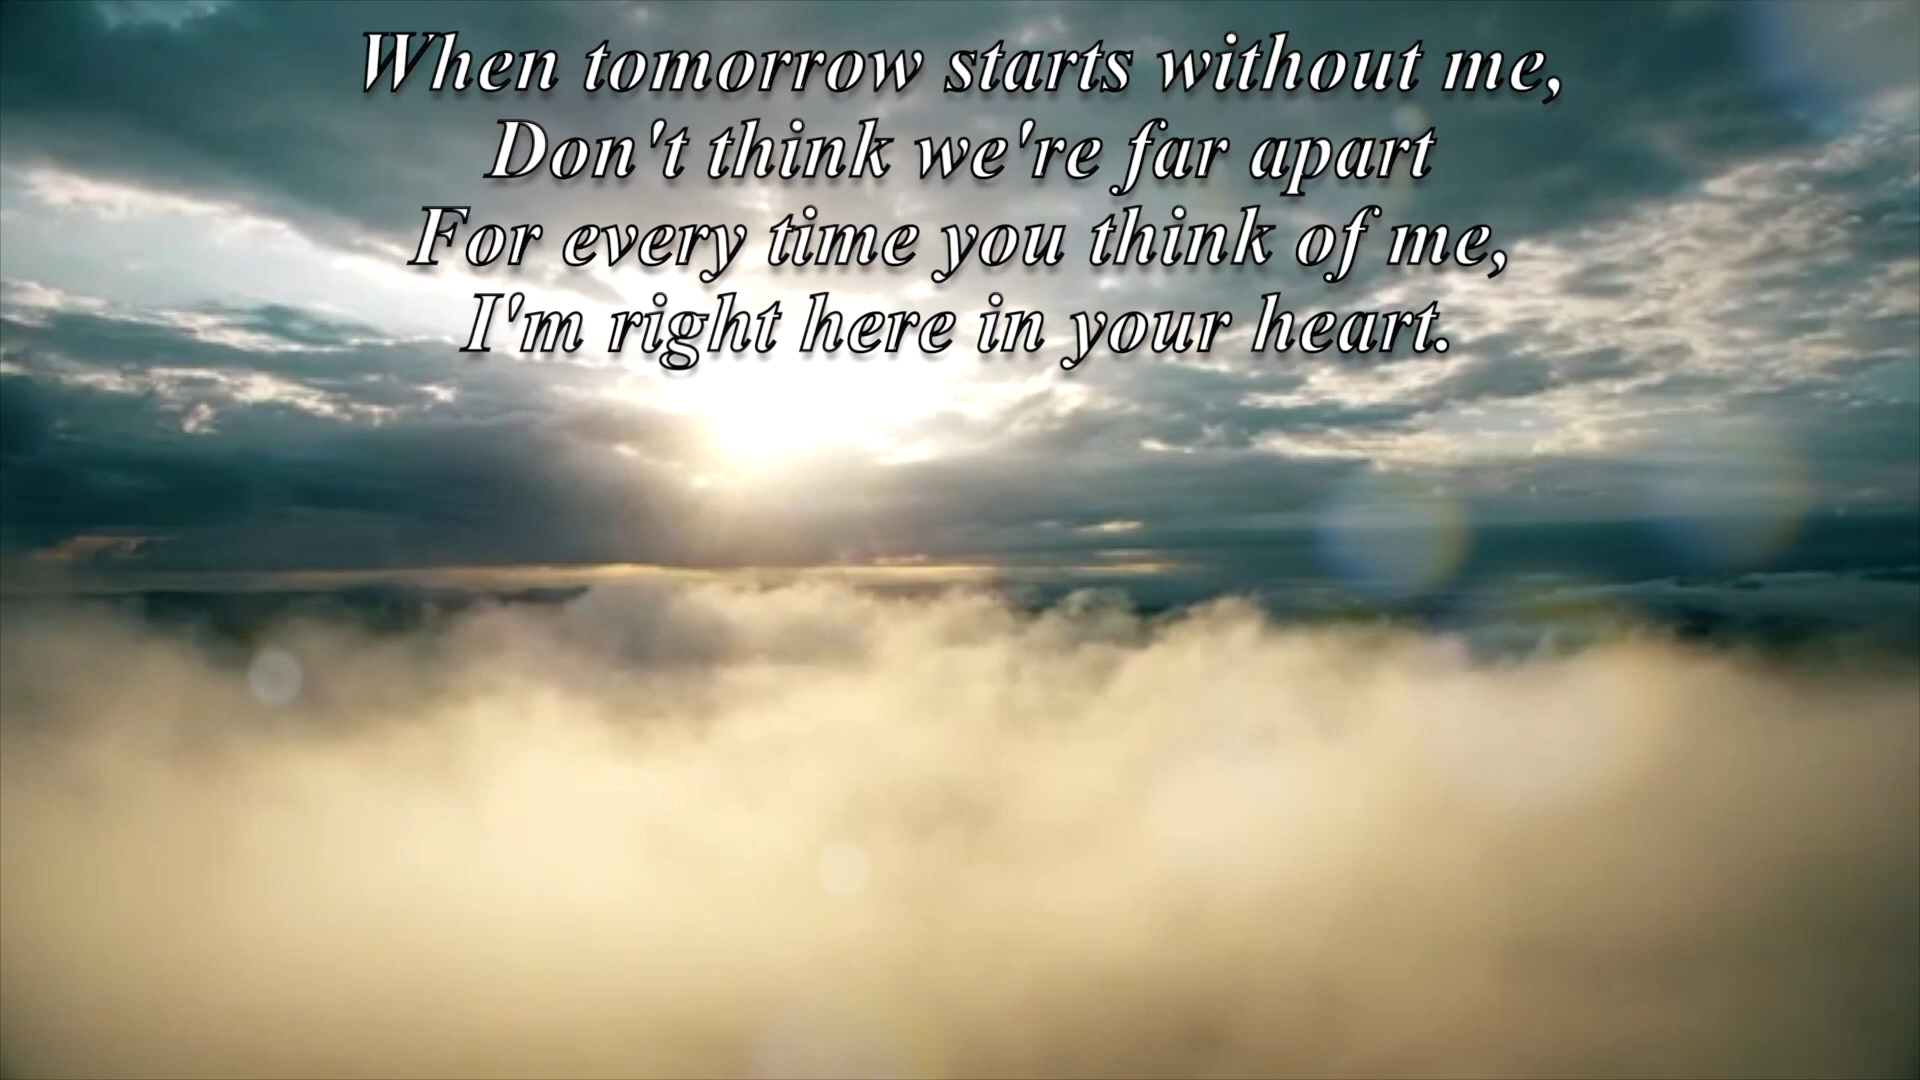 When tomorrow starts without me,
Don't think we're far apart
For every time you think of me,
I'm right here in your heart.